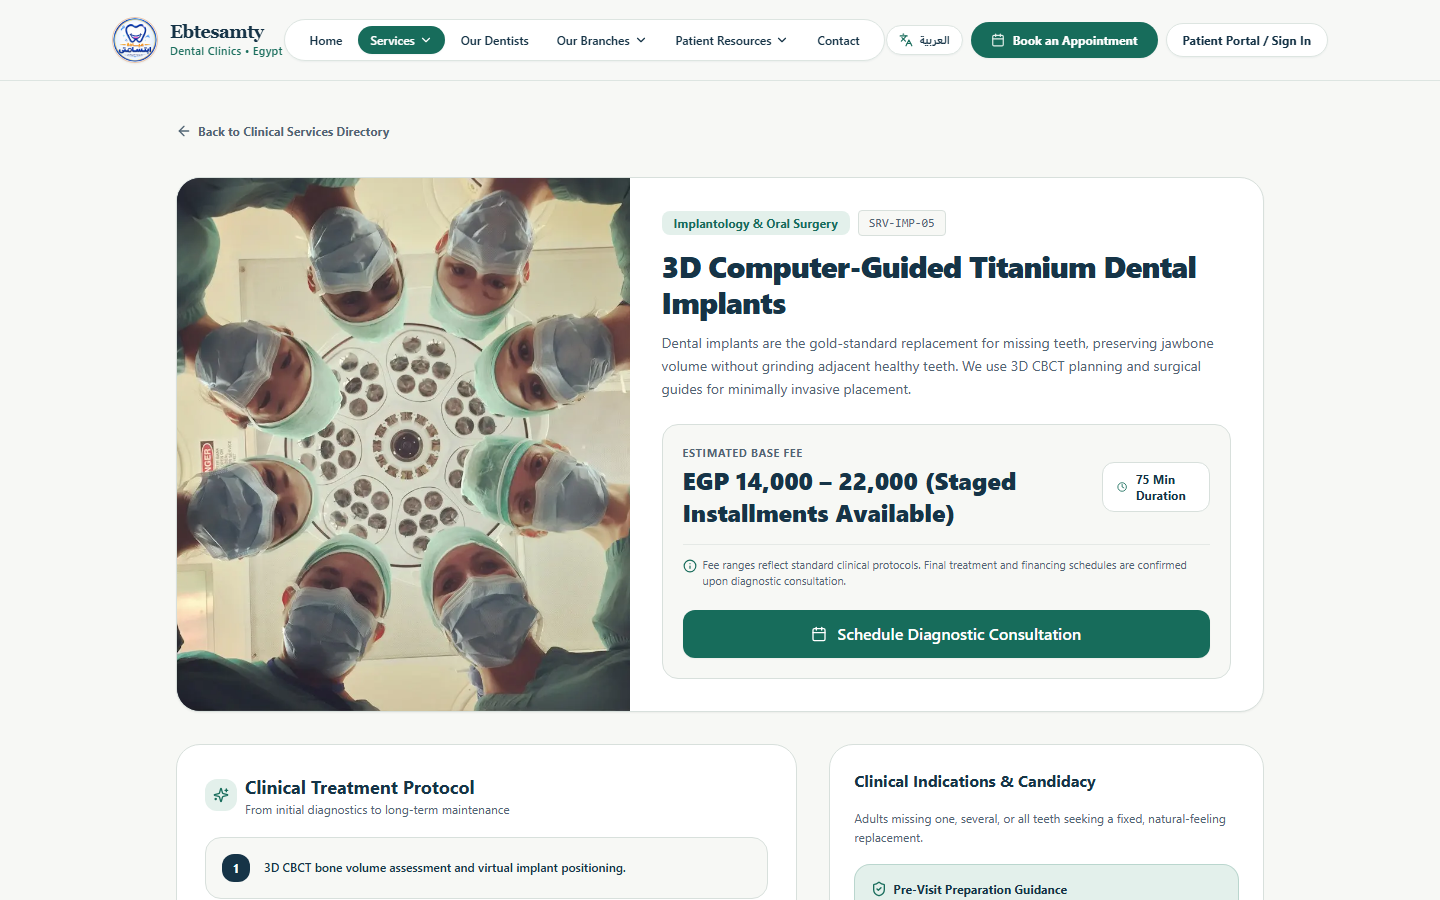 Ebtesamty
Dental Clinics • Egypt
Home
Services
Our Dentists
Our Branches
Patient Resources
Contact
العربية
Book an Appointment
Patient Portal / Sign In
Back to Clinical Services Directory
Implantology & Oral Surgery
SRV-IMP-05
3D Computer-Guided Titanium Dental
Implants
Dental implants are the gold-standard replacement for missing teeth, preserving jawbone
volume without grinding adjacent healthy teeth. We use 3D CBCT planning and surgical
guides for minimally invasive placement.
ESTIMATED BASE FEE
EGP 14,000 – 22,000 (Staged
Installments Available)
75 Min
Duration
Fee ranges reflect standard clinical protocols. Final treatment and financing schedules are confirmed
upon diagnostic consultation.
Schedule Diagnostic Consultation
Clinical Treatment Protocol
From initial diagnostics to long-term maintenance
1
3D CBCT bone volume assessment and virtual implant positioning.
Clinical Indications & Candidacy
Adults missing one, several, or all teeth seeking a fixed, natural-feeling
replacement.
Pre-Visit Preparation Guidance